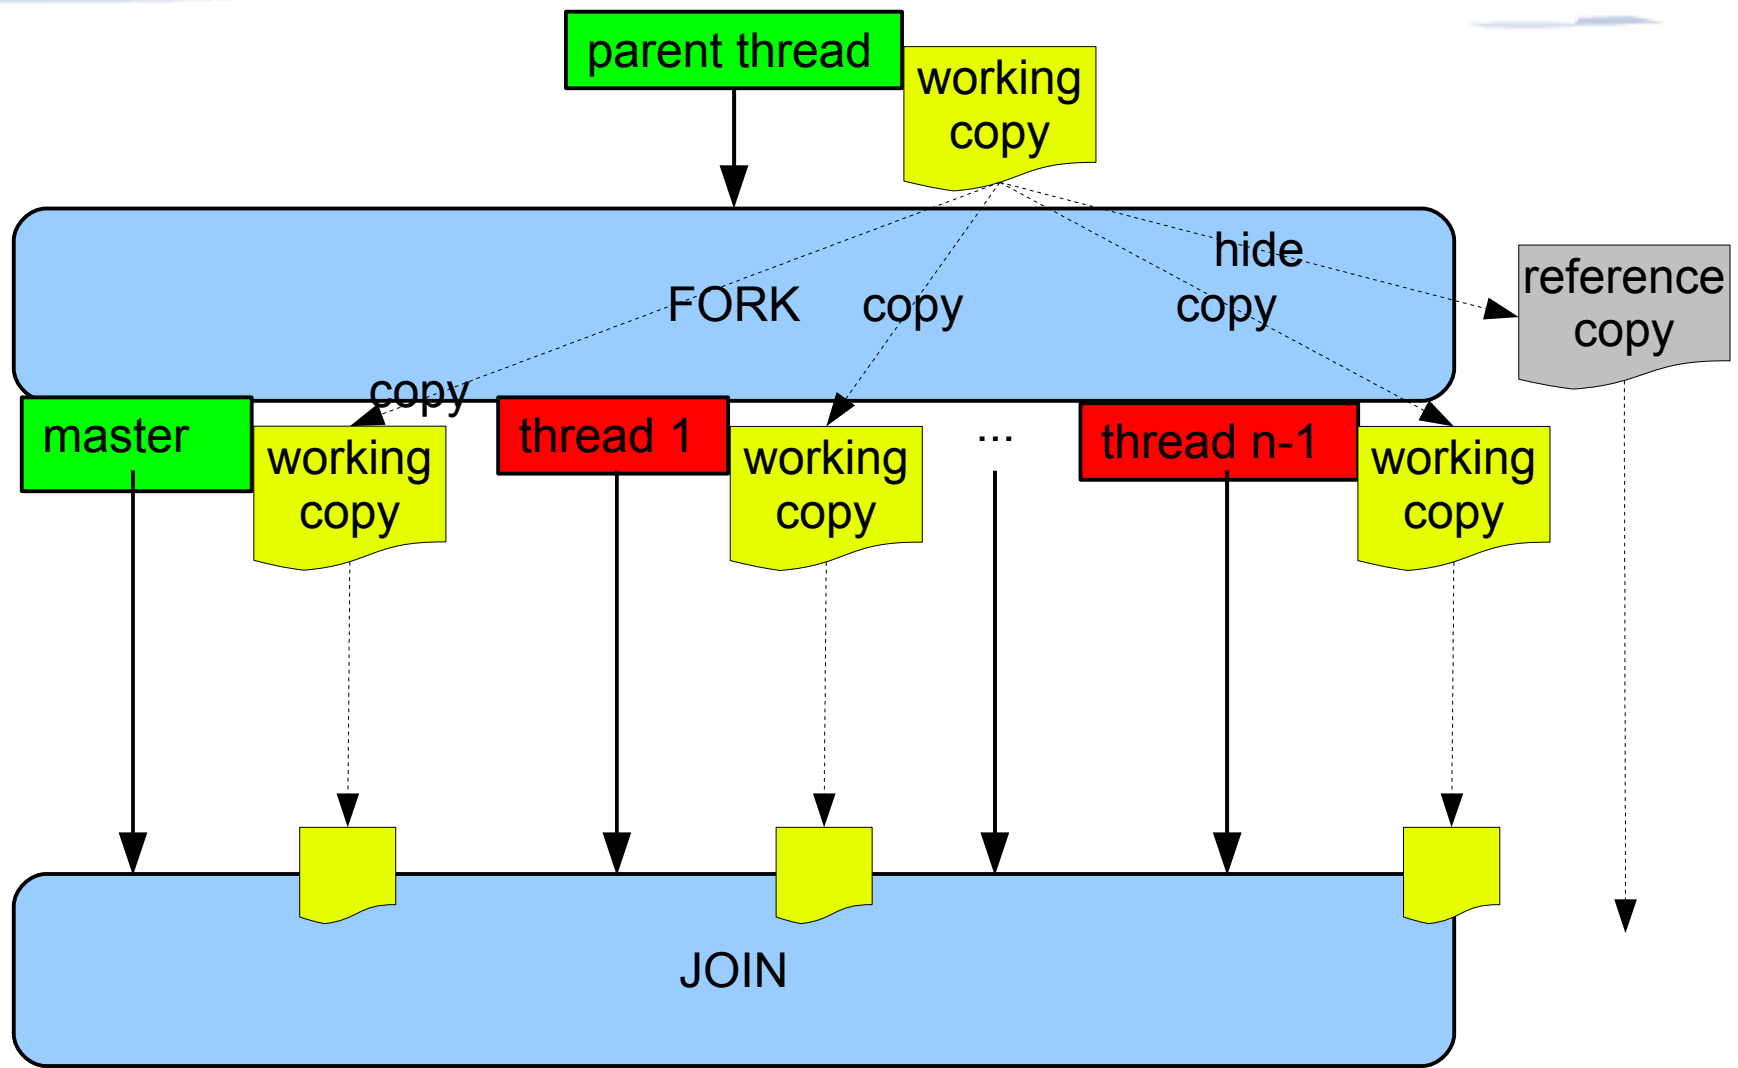 parent thread
working
copy
hide
reference
copy
FORK
copy
copy
copy
master
working
copy
thread 1
working
copy
...
thread n-1
working
copy
JOIN